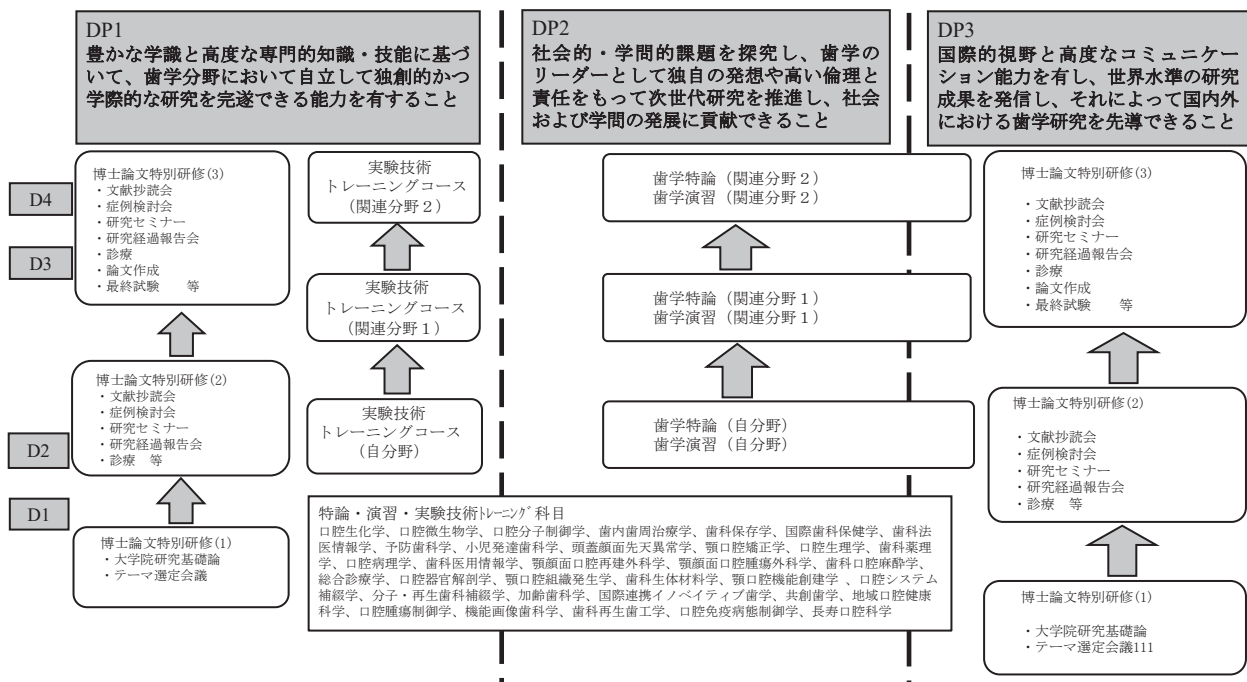 DP1
豊かな学識と高度な専門的知識・技能に基づ
いて、歯学分野において自立して独創的かつ
学際的な研究を完遂できる能力を有すること
DP2
社会的・学問的課題を探究し、歯学の
リーダーとして独自の発想や高い倫理と
責任をもって次世代研究を推進し、社会
および学問の発展に貢献できること
DP3
国際的視野と高度なコミュニケー
ション能力を有し、世界水準の研究
成果を発信し、それによって国内外
における歯学研究を先導できること
D4
D3
D2
D1
博士論文特別研修(3)
・文献抄読会
・症例検討会
・研究セミナー
・研究経過報告会
・診療
・論文作成
・最終試験　等
博士論文特別研修(2)
・文献抄読会
・症例検討会
・研究セミナー
・研究経過報告会
・診療　等
博士論文特別研修(1)
・大学院研究基礎論
・テーマ選定会議
実験技術
トレーニングコース
(関連分野２)
実験技術
トレーニングコース
(関連分野１)
実験技術
トレーニングコース
(自分野)
歯学特論（関連分野２）
歯学演習（関連分野２）
歯学特論（関連分野１）
歯学演習（関連分野１）
歯学特論（自分野）
歯学演習（自分野）
特論・演習・実験技術ﾄﾚｰﾆﾝｸﾞ科目
口腔生化学、口腔微生物学、口腔分子制御学、歯内歯周治療学、歯科保存学、国際歯科保健学、歯科法
医情報学、予防歯科学、小児発達歯科学、頭蓋顔面先天異常学、顎口腔矯正学、口腔生理学、歯科薬理
学、口腔病理学、歯科医用情報学、顎顔面口腔再建外科学、顎顔面口腔腫瘍外科学、歯科口腔麻酔学、
総合診療学、口腔器官解剖学、顎口腔組織発生学、歯科生体材料学、顎口腔機能創建学 、口腔システム
補綴学、分子・再生歯科補綴学、加齢歯科学、国際連携イノベイティブ歯学、共創歯学、地域口腔健康
科学、口腔腫瘍制御学、機能画像歯科学、歯科再生歯工学、口腔免疫病態制御学、長寿口腔科学
博士論文特別研修(3)
・文献抄読会
・症例検討会
・研究セミナー
・研究経過報告会
・診療
・論文作成
・最終試験　等
博士論文特別研修(2)
・文献抄読会
・症例検討会
・研究セミナー
・研究経過報告会
・診療　等
博士論文特別研修(1)
・大学院研究基礎論
・テーマ選定会議111